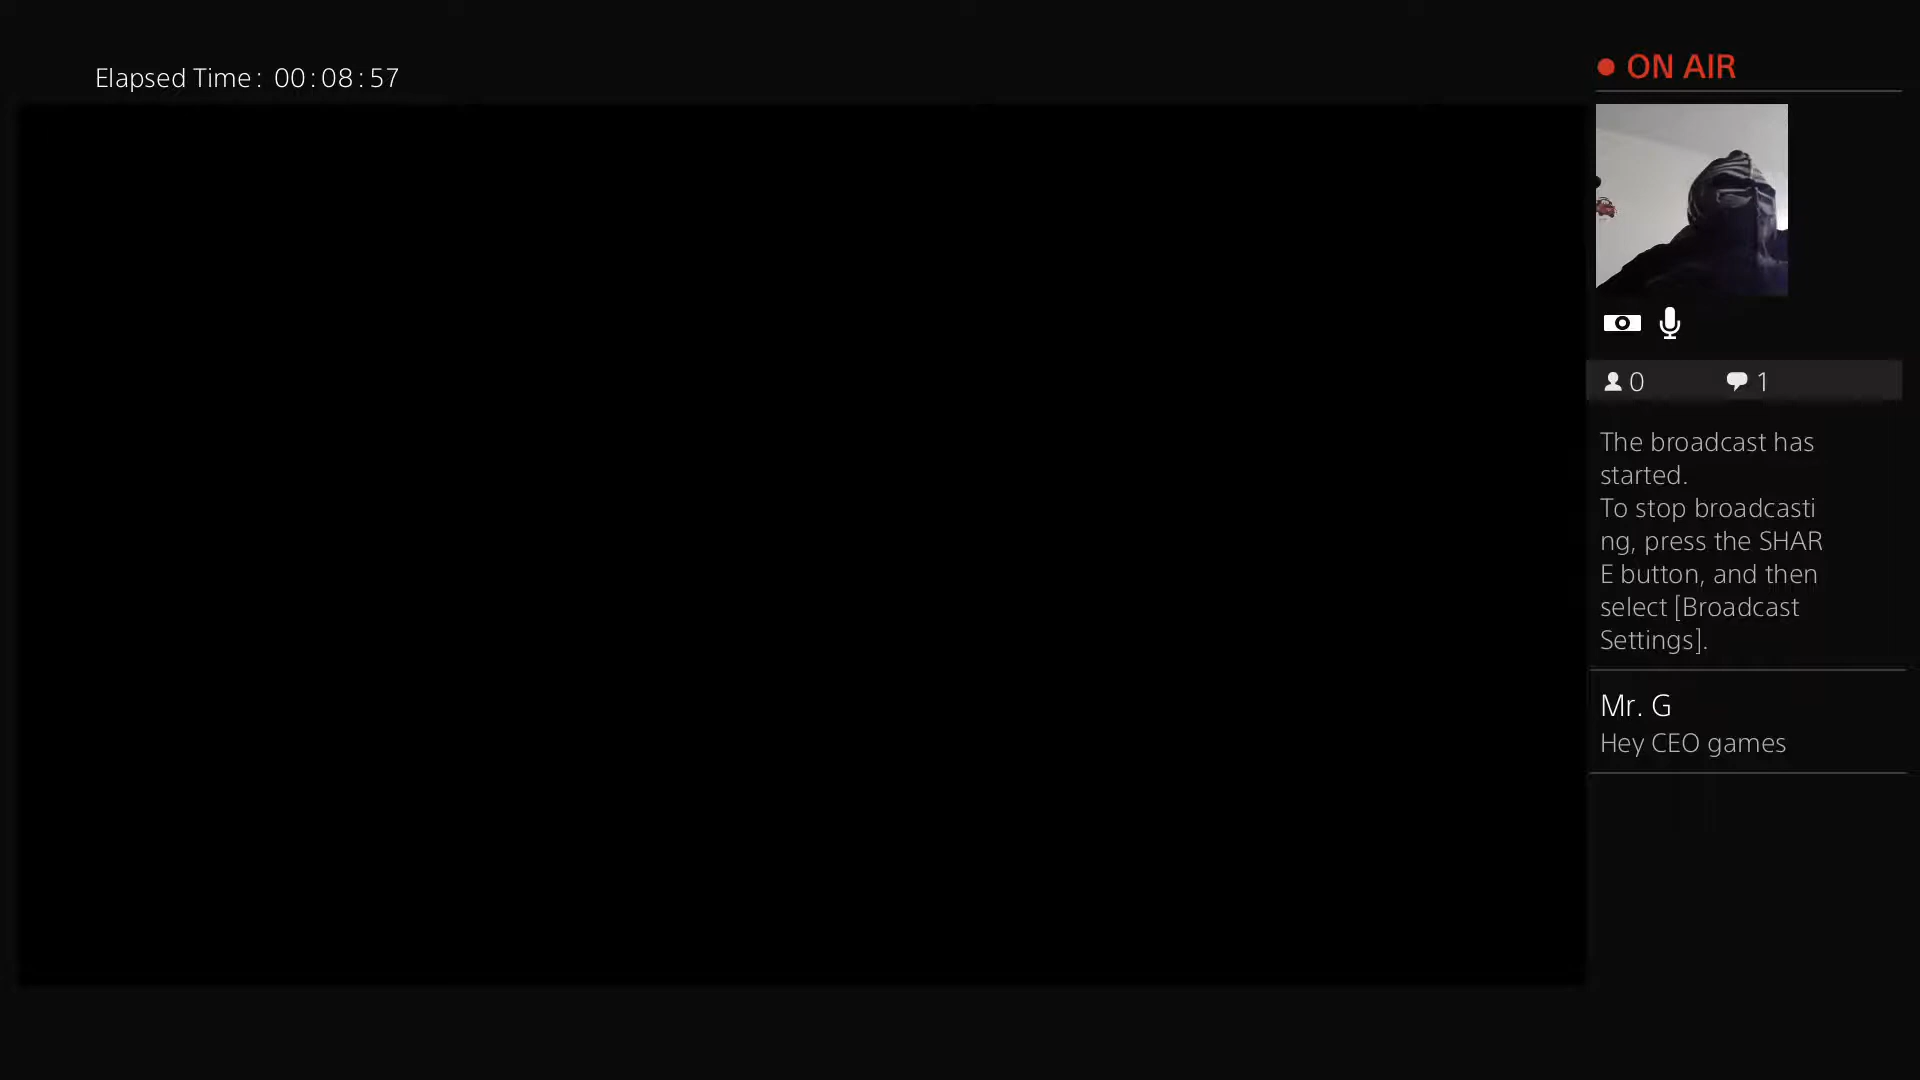 Elapsed Time: 00:08:57
ON AIR
0 1
The broadcast has
started.
To stop broadcasti
ng, press the SHAR
E button, and then
select [Broadcast
Settings].
Mr. G
Hey CEO games